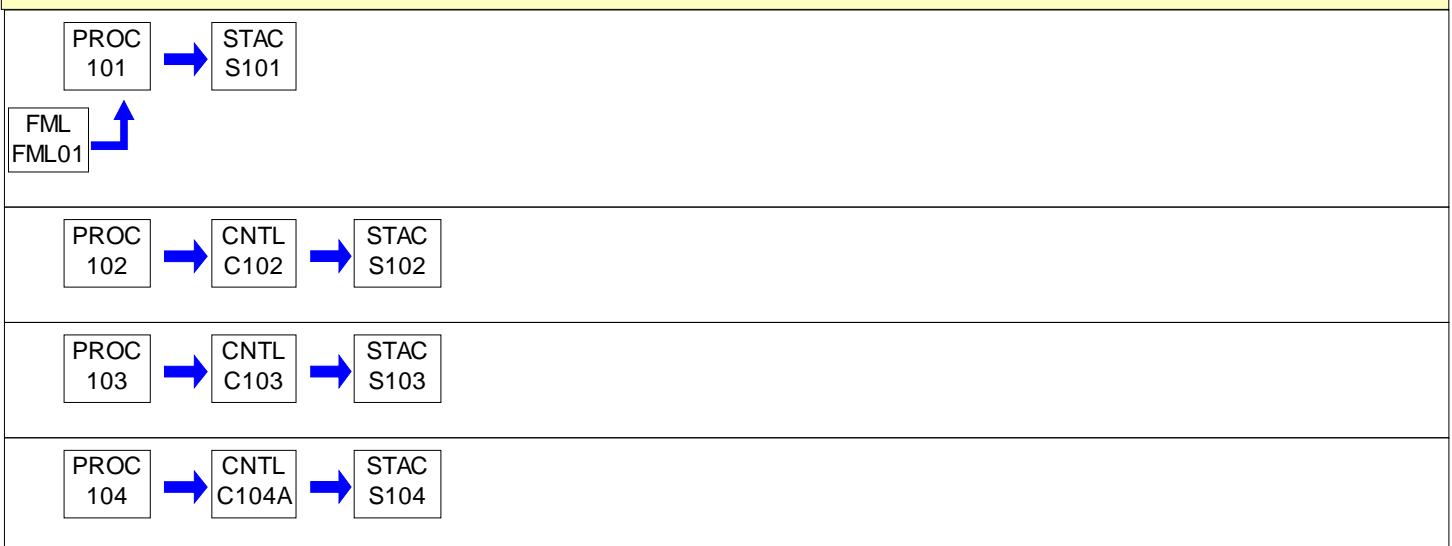 PROC
101
STAC
S101
FML
FML01
PROC
102
CNTL
C102
STAC
S102
PROC
103
CNTL
C103
STAC
S103
PROC
104
CNTL
C104A
STAC
S104